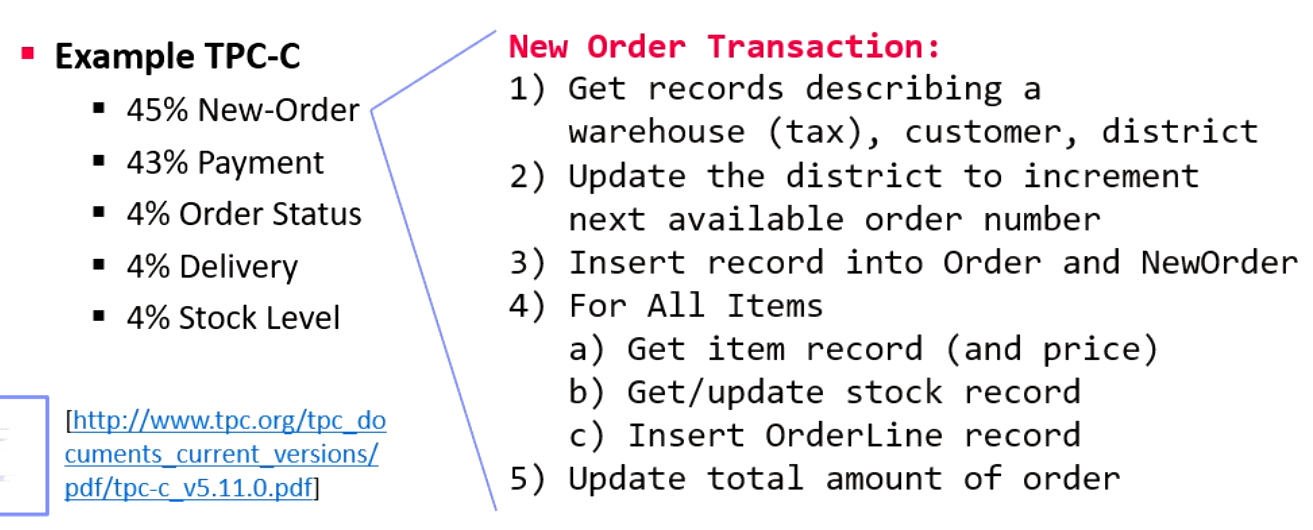 Example TPC-C
45% New-Order
43% Payment
4% Order Status
4% Delivery
4% Stock Level
[http://www.tpc.org/tpc_do
cuments_current_versions/
pdf/tpc-c_v5.11.0.pdf]
New Order Transaction:
1) Get records describing a
warehouse (tax), customer, district
2) Update the district to increment
next available order number
3) Insert record into Order and NewOrder
4) For All Items
a) Get item record (and price)
b) Get/update stock record
c) Insert OrderLine record
5) Update total amount of order